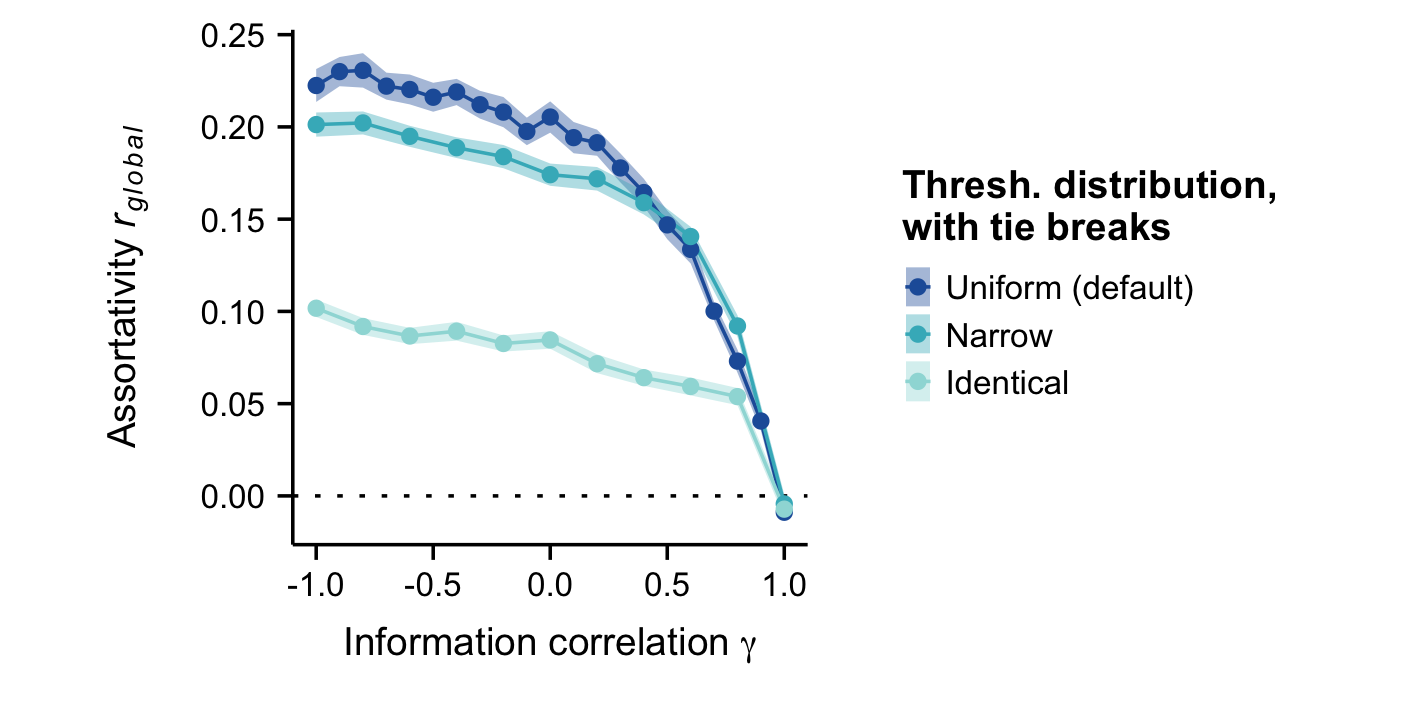 0.25
0.20
0.15
0.10
0.05
0.00
Assortativity r_global
-1.0 -0.5 0.0 0.5 1.0
Information correlation γ
Thresh. distribution,
with tie breaks
Uniform (default)
Narrow
Identical